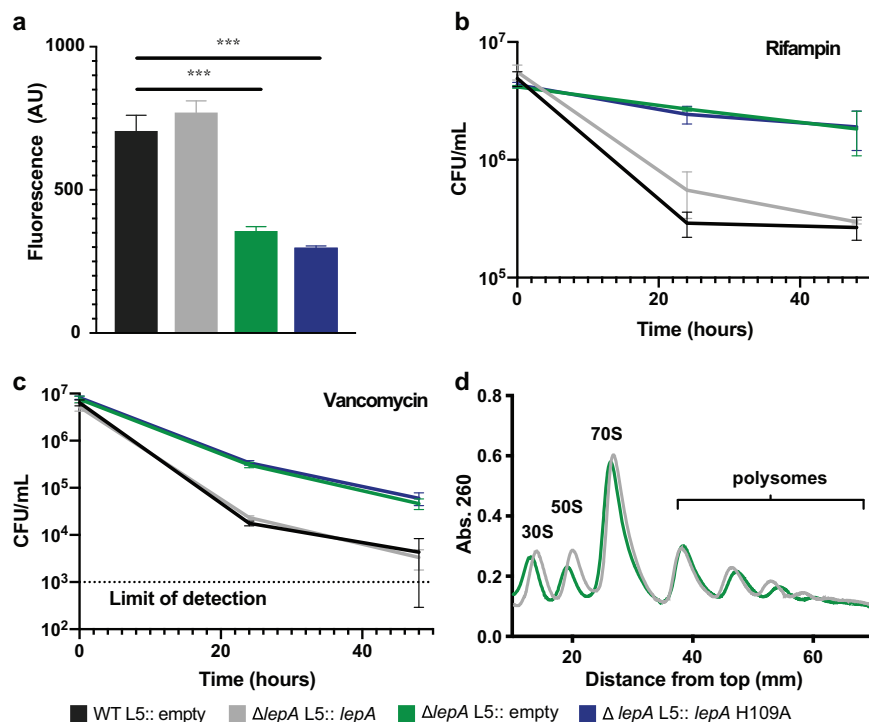 a
1000
500
0
Fluorescence (AU)
***
***
b
Rifampin
10⁷
10⁶
10⁵
CFU/mL
0
20
40
Time (hours)
c
Vancomycin
10⁷
10⁶
10⁵
10⁴
10³
10²
CFU/mL
Limit of detection
0
20
40
Time (hours)
d
0.8
0.6
0.4
0.2
0.0
Abs. 260
30S
50S
70S
polysomes
20
40
60
Distance from top (mm)
WT L5:: empty
ΔlepA L5:: lepA
ΔlepA L5:: empty
Δ lepA L5:: lepA H109A